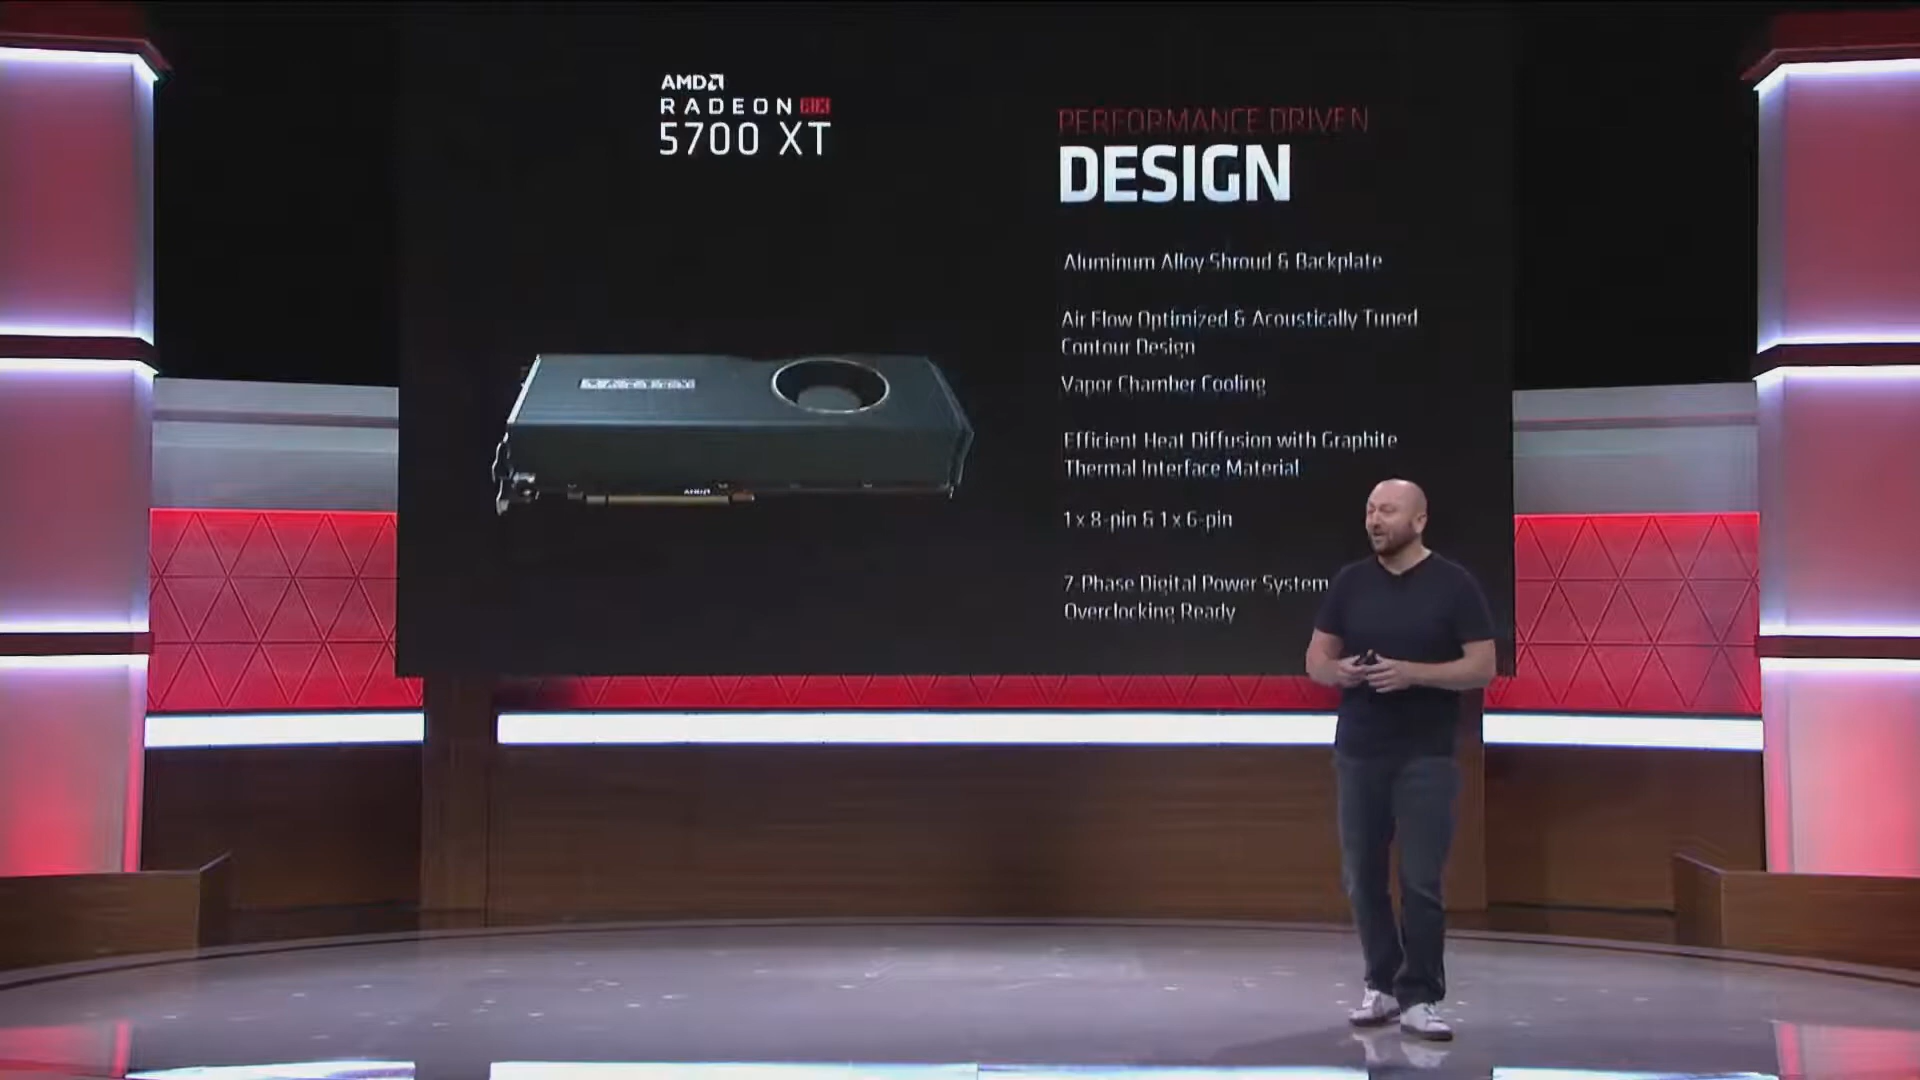 AMD
RADEON RX
5700 XT
PERFORMANCE DRIVEN
DESIGN
Aluminum Alloy Shroud & Backplate
Air Flow Optimized & Acoustically Tuned
Contour Design
Vapor Chamber Cooling
Efficient Heat Diffusion with Graphite
Thermal Interface Material
1 x 8-pin & 1 x 6-pin
7-Phase Digital Power System
Overclocking Ready
AMD